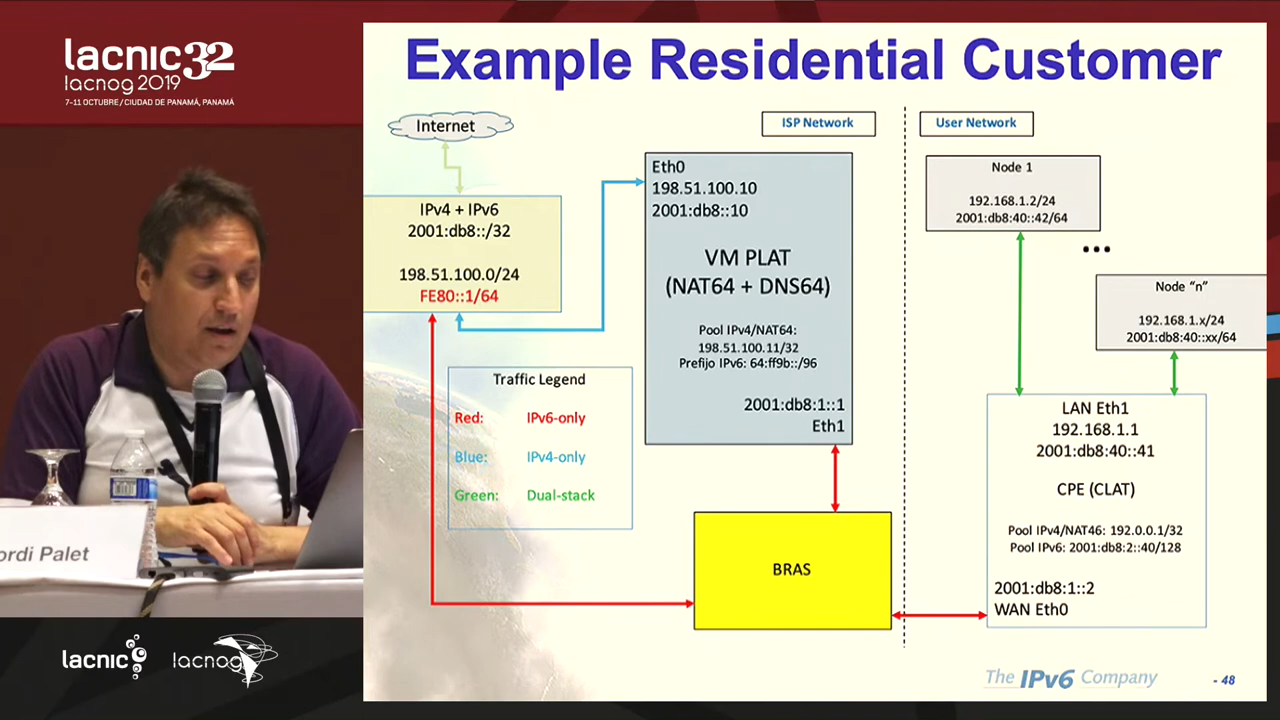 lacnic32
lacnog 2019
7-11 OCTUBRE / CIUDAD DE PANAMÁ, PANAMÁ
ordi Palet
lacnic
lacnog
Example Residential Customer
Internet
ISP Network
User Network
IPv4 + IPv6
2001:db8::/32
198.51.100.0/24
FE80::1/64
Eth0
198.51.100.10
2001:db8::10
VM PLAT
(NAT64 + DNS64)
Pool IPv4/NAT64:
198.51.100.11/32
Prefijo IPv6: 64:ff9b::/96
2001:db8:1::1
Eth1
Node 1
192.168.1.2/24
2001:db8:40::42/64
...
Node “n”
192.168.1.x/24
2001:db8:40::xx/64
Traffic Legend
Red: IPv6-only
Blue: IPv4-only
Green: Dual-stack
LAN Eth1
192.168.1.1
2001:db8:40::41
CPE (CLAT)
Pool IPv4/NAT46: 192.0.0.1/32
Pool IPv6: 2001:db8:2::40/128
2001:db8:1::2
WAN Eth0
BRAS
The IPv6 Company
- 48